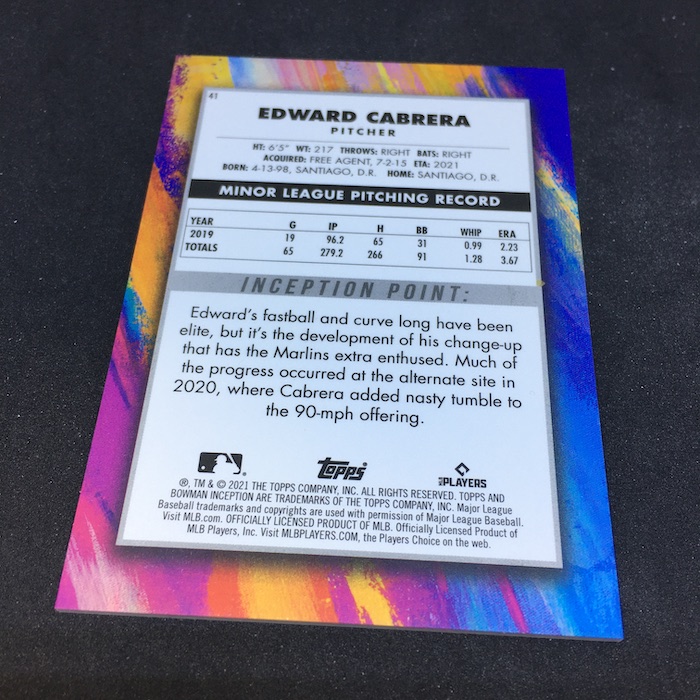 41
EDWARD CABRERA
PITCHER
HT: 6'5" WT: 217 THROWS: RIGHT BATS: RIGHT
ACQUIRED: FREE AGENT, 7-2-15 ETA: 2021
BORN: 4-13-98, SANTIAGO, D.R. HOME: SANTIAGO, D.R.
MINOR LEAGUE PITCHING RECORD
YEAR G IP H BB WHIP ERA
2019 19 96.2 65 31 0.99 2.23
TOTALS 65 279.2 266 91 1.28 3.67
INCEPTION POINT:
Edward's fastball and curve long have been
elite, but it's the development of his change-up
that has the Marlins extra enthused. Much of
the progress occurred at the alternate site in
2020, where Cabrera added nasty tumble to
the 90-mph offering.
Topps
MLB PLAYERS
®, TM & © 2021 THE TOPPS COMPANY, INC. ALL RIGHTS RESERVED. TOPPS AND
BOWMAN INCEPTION ARE TRADEMARKS OF THE TOPPS COMPANY, INC. Major League
Baseball trademarks and copyrights are used with permission of Major League Baseball.
Visit MLB.com. OFFICIALLY LICENSED PRODUCT OF MLB. Officially Licensed Product of
MLB Players, Inc. Visit MLBPLAYERS.COM, the Players Choice on the web.